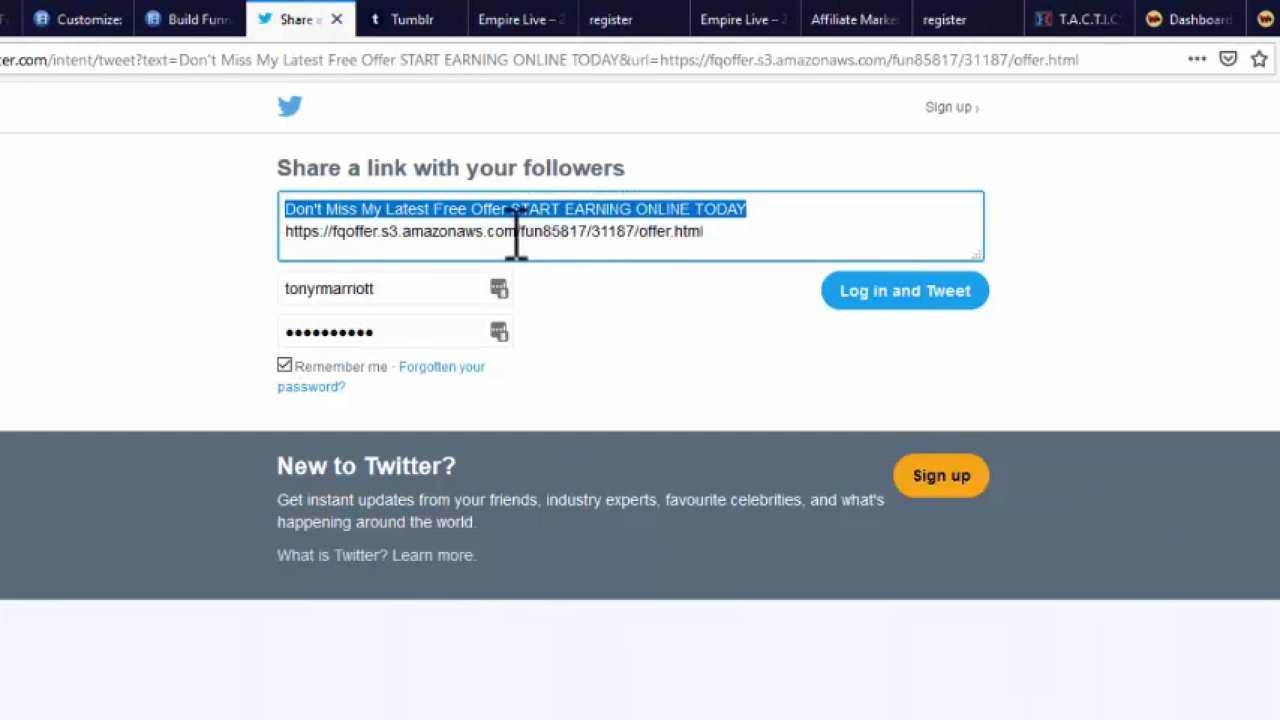 Customize:
Build Funn
Share a
Tumblr
Empire Live – 2
register
Empire Live – 2
Affiliate Marke
register
T.A.C.T.I.C
Dashboard
ter.com/intent/tweet?text=Don't Miss My Latest Free Offer START EARNING ONLINE TODAY&url=https://fqoffer.s3.amazonaws.com/fun85817/31187/offer.html
Sign up ›
Share a link with your followers
Don't Miss My Latest Free Offer START EARNING ONLINE TODAY
https://fqoffer.s3.amazonaws.com/fun85817/31187/offer.html
tonyrmarriott
Log in and Tweet
Remember me · Forgotten your
password?
New to Twitter?
Sign up
Get instant updates from your friends, industry experts, favourite celebrities, and what's
happening around the world.
What is Twitter? Learn more.